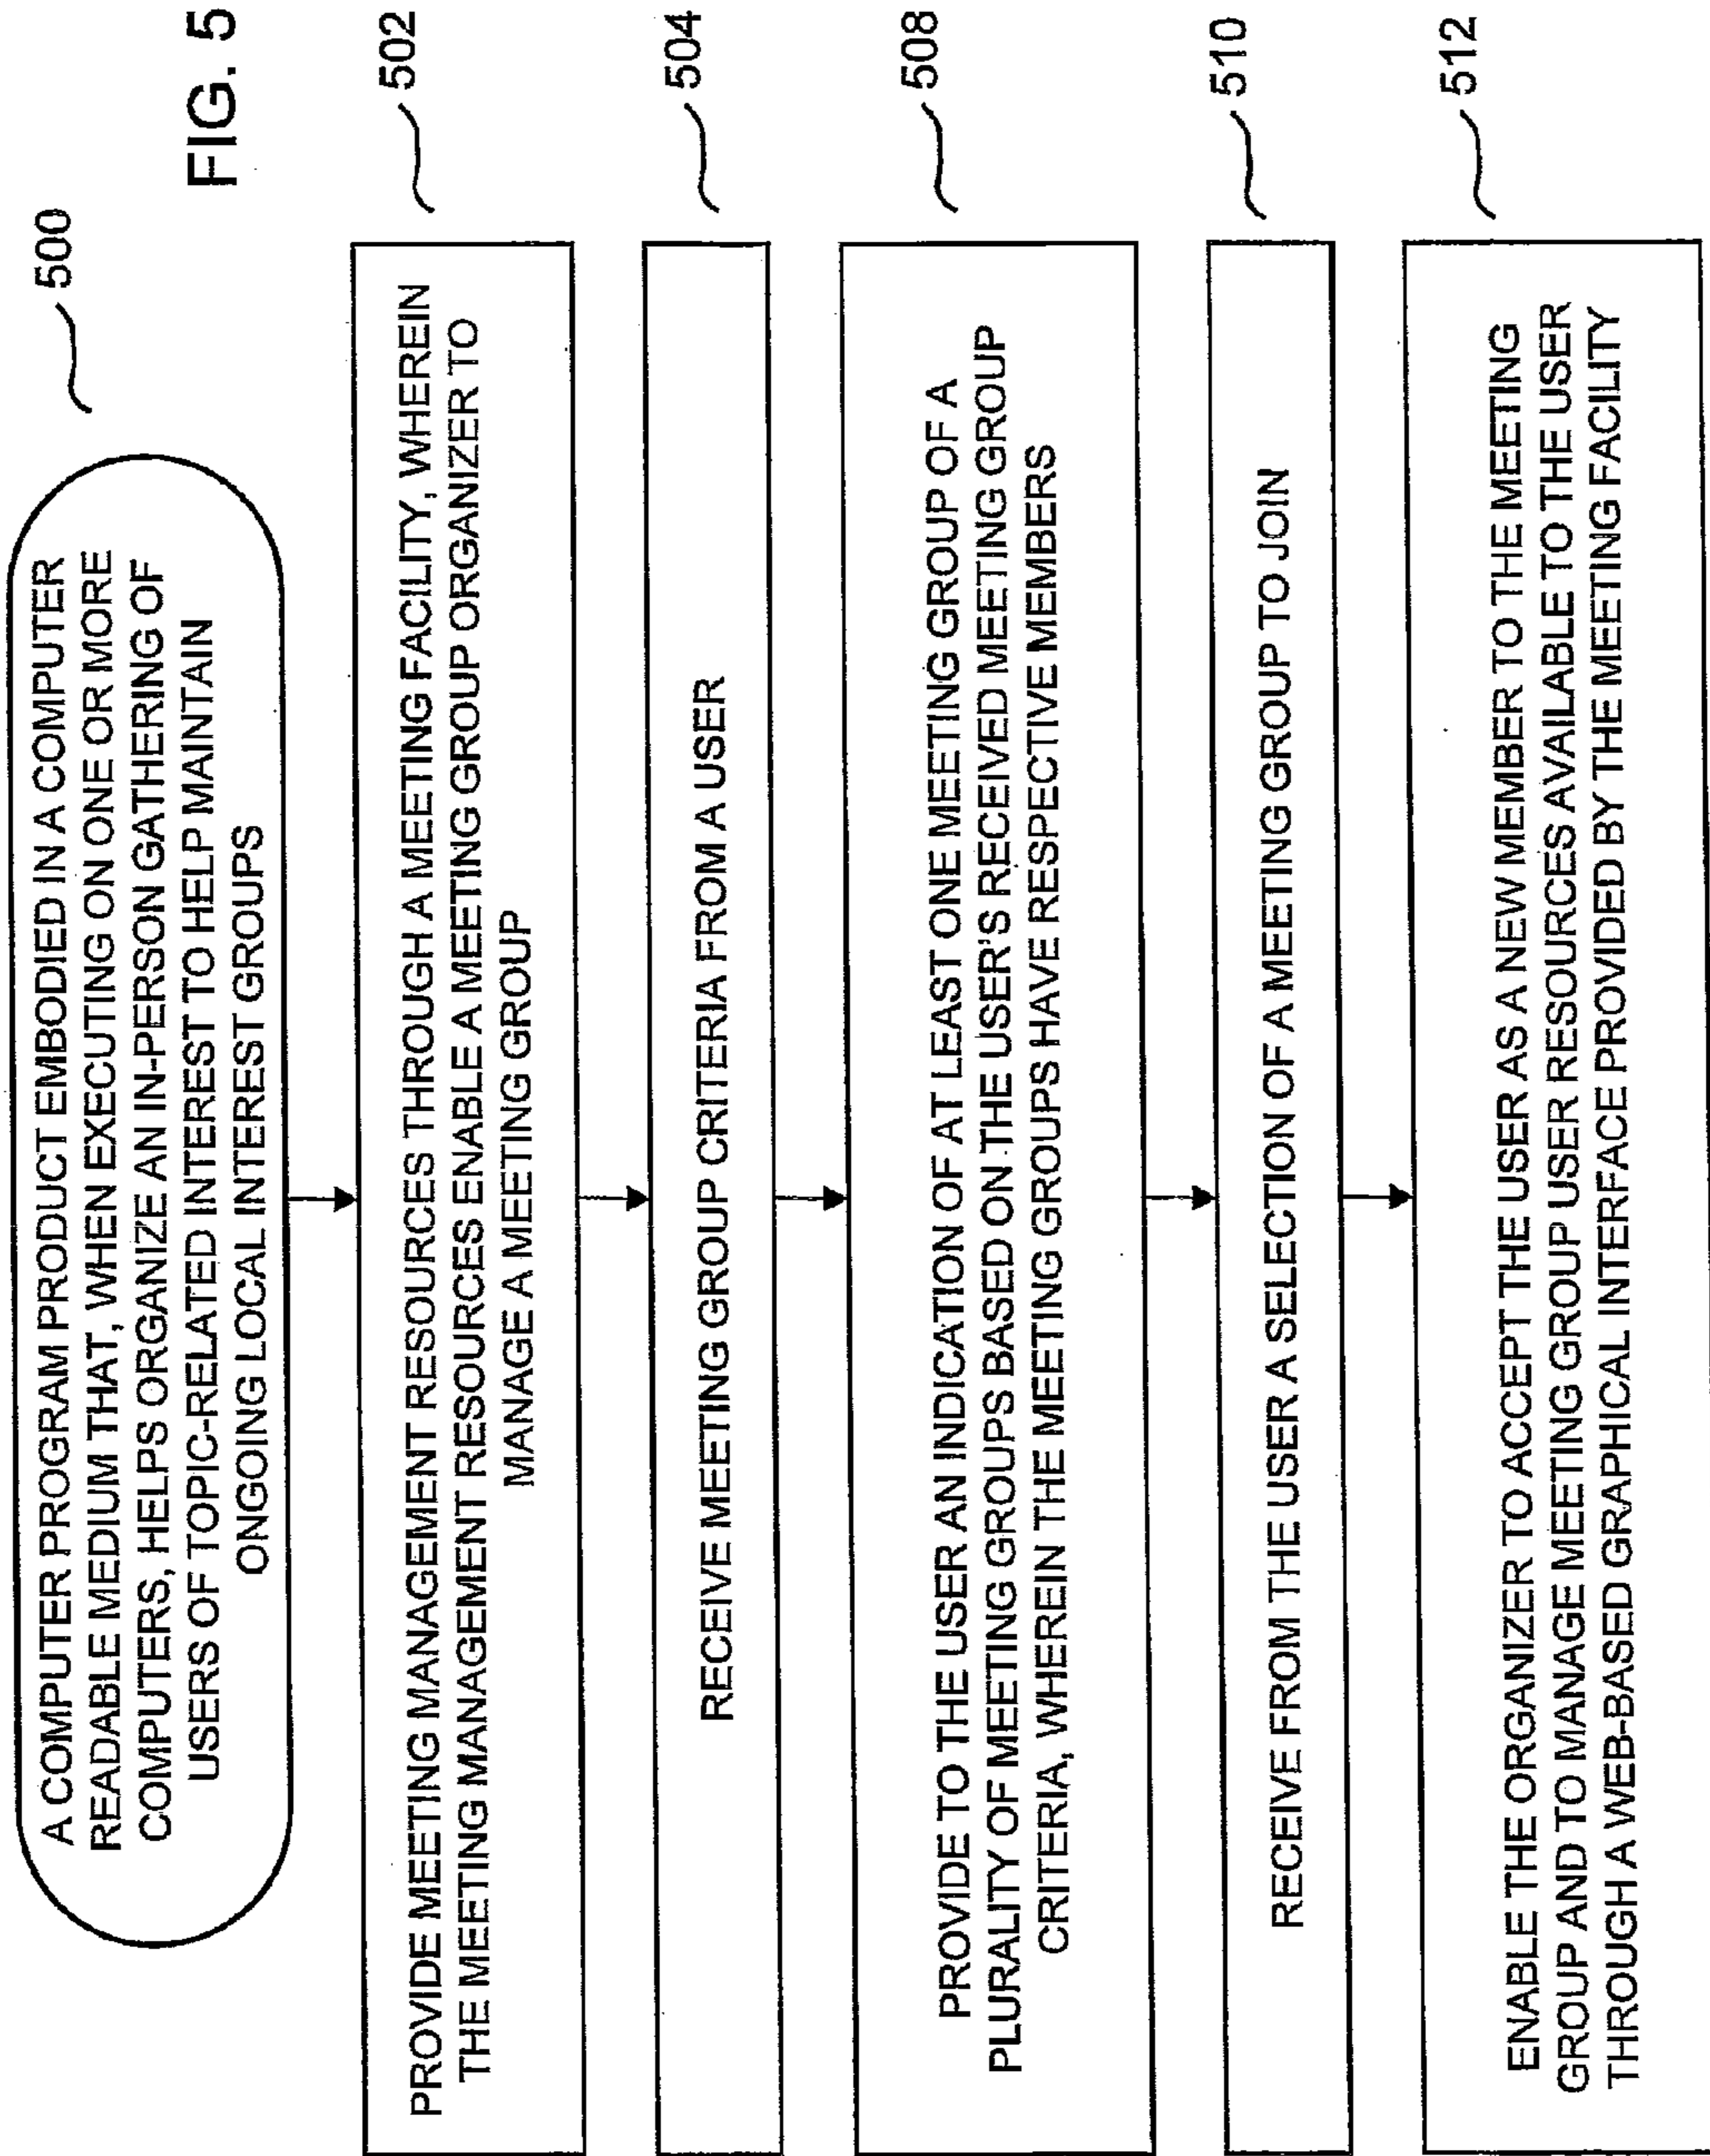 FIG. 5
500
A COMPUTER PROGRAM PRODUCT EMBODIED IN A COMPUTER
READABLE MEDIUM THAT, WHEN EXECUTING ON ONE OR MORE
COMPUTERS, HELPS ORGANIZE AN IN-PERSON GATHERING OF
USERS OF TOPIC-RELATED INTEREST TO HELP MAINTAIN
ONGOING LOCAL INTEREST GROUPS
502
PROVIDE MEETING MANAGEMENT RESOURCES THROUGH A MEETING FACILITY, WHEREIN
THE MEETING MANAGEMENT RESOURCES ENABLE A MEETING GROUP ORGANIZER TO
MANAGE A MEETING GROUP
504
RECEIVE MEETING GROUP CRITERIA FROM A USER
508
PROVIDE TO THE USER AN INDICATION OF AT LEAST ONE MEETING GROUP OF A
PLURALITY OF MEETING GROUPS BASED ON THE USER'S RECEIVED MEETING GROUP
CRITERIA, WHEREIN THE MEETING GROUPS HAVE RESPECTIVE MEMBERS
510
RECEIVE FROM THE USER A SELECTION OF A MEETING GROUP TO JOIN
512
ENABLE THE ORGANIZER TO ACCEPT THE USER AS A NEW MEMBER TO THE MEETING
GROUP AND TO MANAGE MEETING GROUP USER RESOURCES AVAILABLE TO THE USER
THROUGH A WEB-BASED GRAPHICAL INTERFACE PROVIDED BY THE MEETING FACILITY